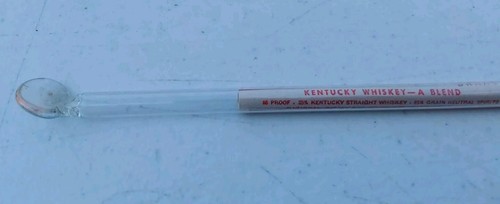 KENTUCKY WHISKEY—A BLEND
PROOF - KENTUCKY STRAIGHT WHISKEY - GRAIN NEUTRAL